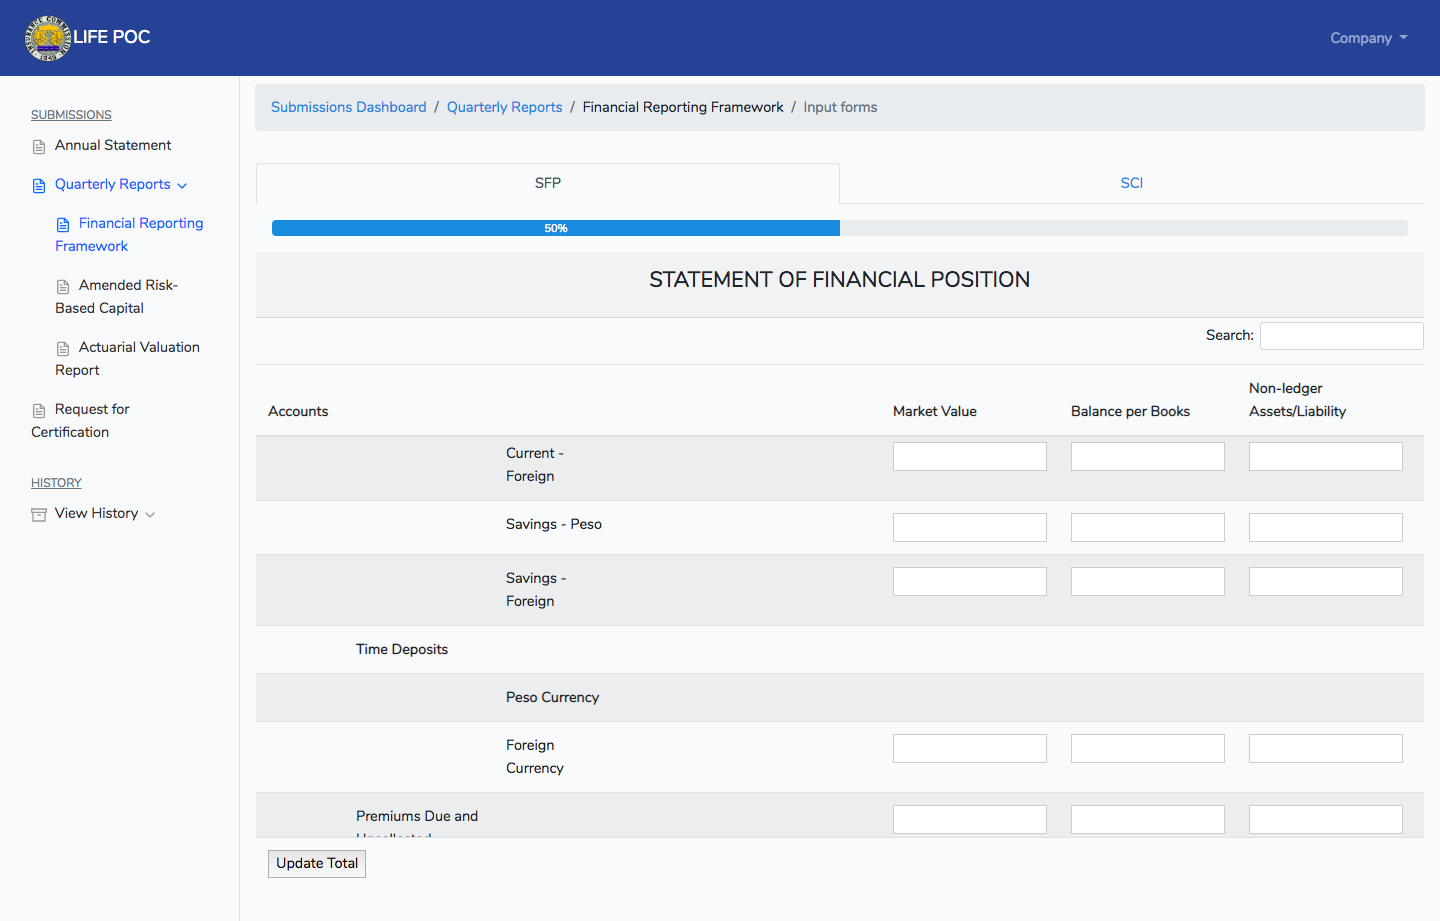 LIFE POC
Company
SUBMISSIONS
Annual Statement
Quarterly Reports
Financial Reporting
Framework
Amended Risk-
Based Capital
Actuarial Valuation
Report
Request for
Certification
HISTORY
View History
Submissions Dashboard / Quarterly Reports / Financial Reporting Framework / Input forms
SFP
SCI
50%
STATEMENT OF FINANCIAL POSITION
Search:
Accounts
Market Value
Balance per Books
Non-ledger
Assets/Liability
Current -
Foreign
Savings - Peso
Savings -
Foreign
Time Deposits
Peso Currency
Foreign
Currency
Premiums Due and
Update Total